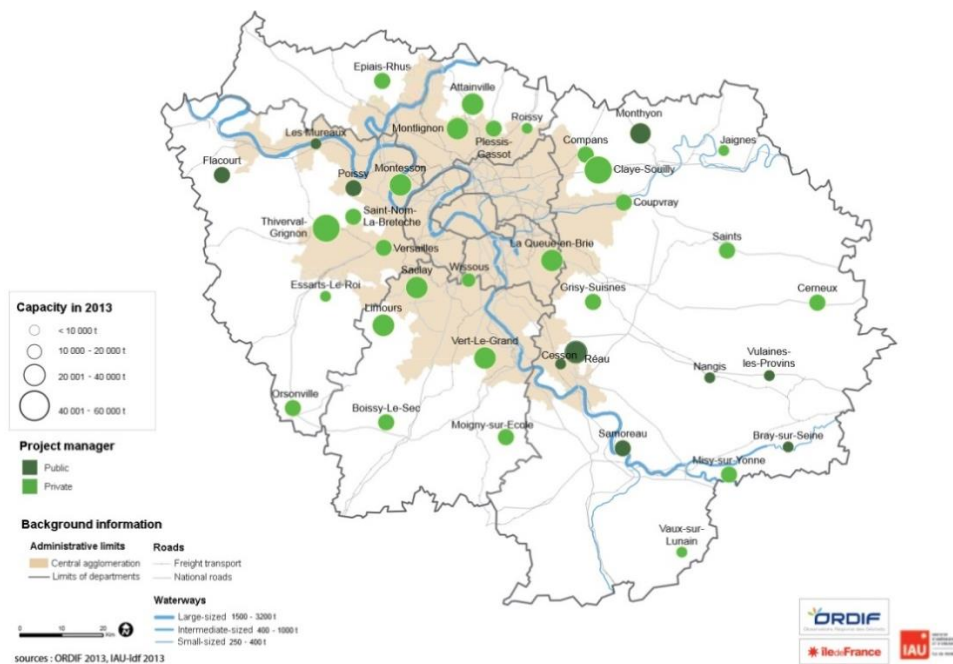 Epiais-Rhus
Attainville
Montlignon
Plessis-
Gassot
Roissy
Monthyon
Compans
Jaignes
Claye-Souilly
Les Mureaux
Flacourt
Poissy
Montesson
Coupvray
Saint-Nom-
La-Breteche
Thiverval-
Grignon
Versailles
La Queue-en-Brie
Saints
Saclay
Wissous
Essarts-Le-Roi
Grisy-Suisnes
Cerneux
Limours
Vert-Le-Grand
Cesson
Réau
Nangis
Vulaines-
les-Provins
Orsonville
Boissy-Le-Sec
Moigny-sur-Ecole
Samoreau
Bray-sur-Seine
Misy-sur-Yonne
Vaux-sur-
Lunain
Capacity in 2013
< 10 000 t
10 000 - 20 000 t
20 001 - 40 000 t
40 001 - 60 000 t
Project manager
Public
Private
Background information
Administrative limits
Central agglomeration
Limits of departments
Roads
Freight transport
National roads
Waterways
Large-sized 1500 - 3200 t
Intermediate-sized 400 - 1000 t
Small-sized 250 - 400 t
0 10 20
sources : ORDIF 2013, IAU-Idf 2013
ORDIF
île de France
IAU